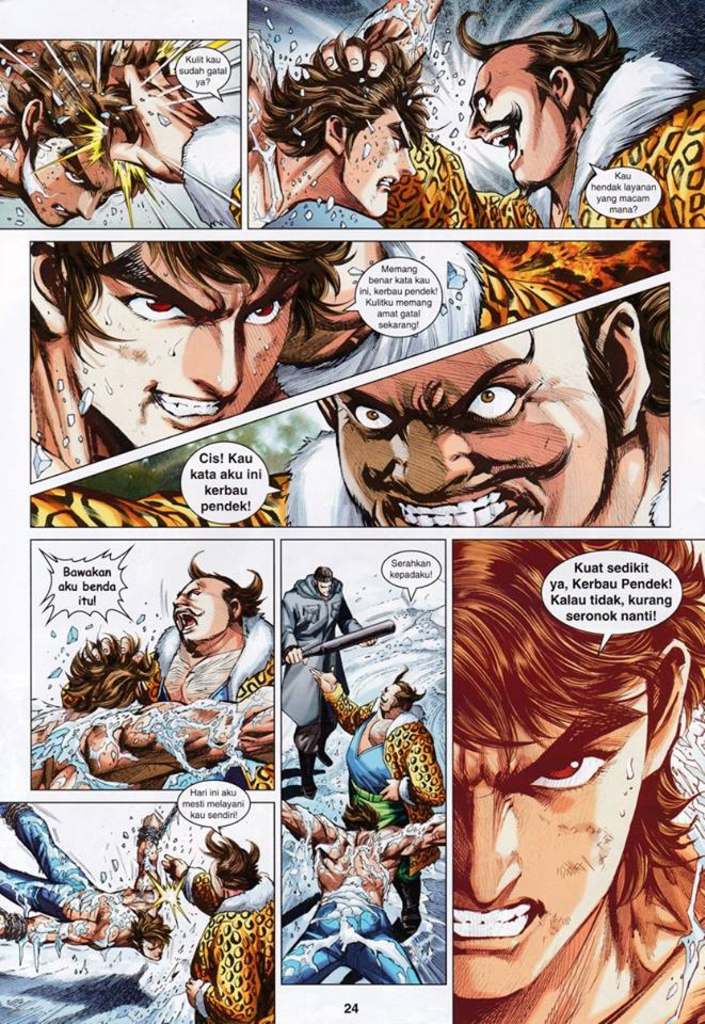 Kulit kau
sudah gatal
ya?
Kau
hendak layanan
yang macam
mana?
Memang
benar kata kau
ini, kerbau pendek!
Kulitku memang
amat gatal
sekarang!
Cis! Kau
kata aku ini
kerbau
pendek!
Bawakan
aku benda
itu!
Serahkan
kepadaku!
Hari ini aku
mesti melayani
kau sendiri!
Kuat sedikit
ya, Kerbau Pendek!
Kalau tidak, kurang
seronok nanti!
24